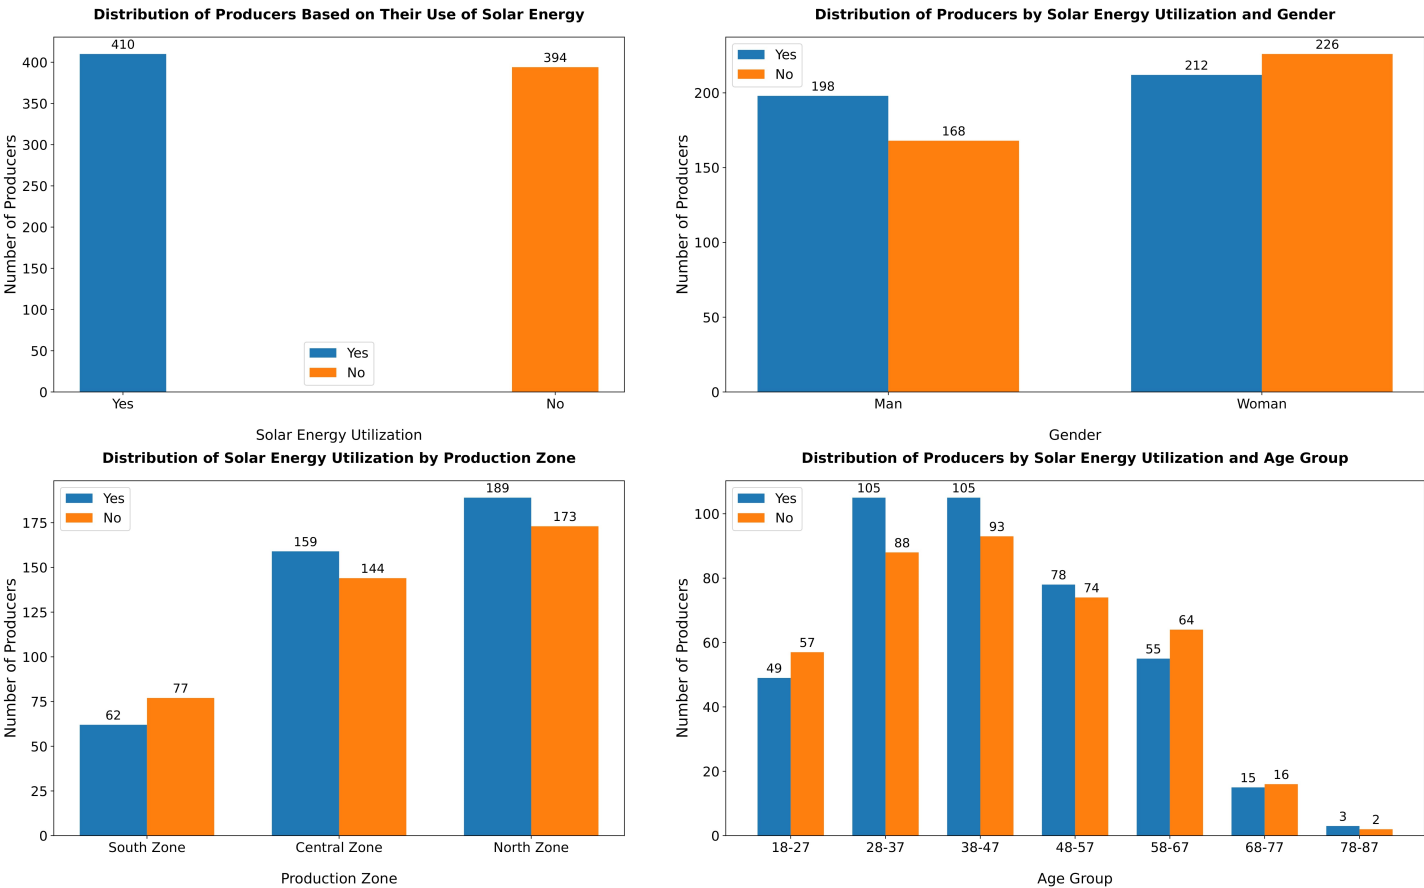 Distribution of Producers Based on Their Use of Solar Energy
410
394
400
350
300
250
200
150
100
50
0
Number of Producers
Yes
No
Yes
No
Solar Energy Utilization
Distribution of Producers by Solar Energy Utilization and Gender
Yes
No
198
168
212
226
200
150
100
50
0
Number of Producers
Man
Woman
Gender
Distribution of Solar Energy Utilization by Production Zone
Yes
No
62
77
159
144
189
173
175
150
125
100
75
50
25
0
Number of Producers
South Zone
Central Zone
North Zone
Production Zone
Distribution of Producers by Solar Energy Utilization and Age Group
Yes
No
49
57
105
88
105
93
78
74
55
64
15
16
3
2
100
80
60
40
20
0
Number of Producers
18-27
28-37
38-47
48-57
58-67
68-77
78-87
Age Group